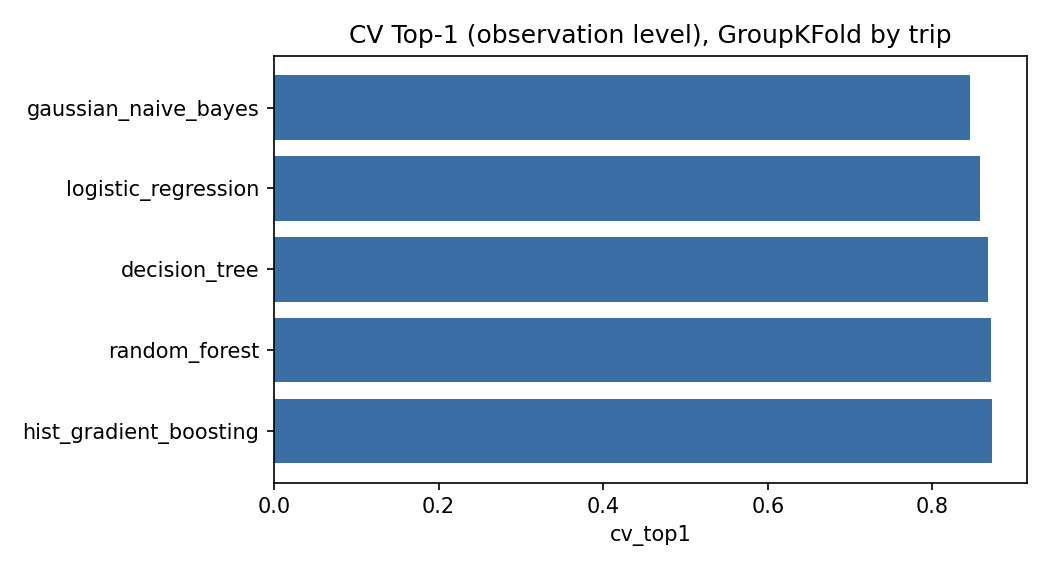 CV Top-1 (observation level), GroupKFold by trip
gaussian_naive_bayes
logistic_regression
decision_tree
random_forest
hist_gradient_boosting
0.0 0.2 0.4 0.6 0.8
cv_top1